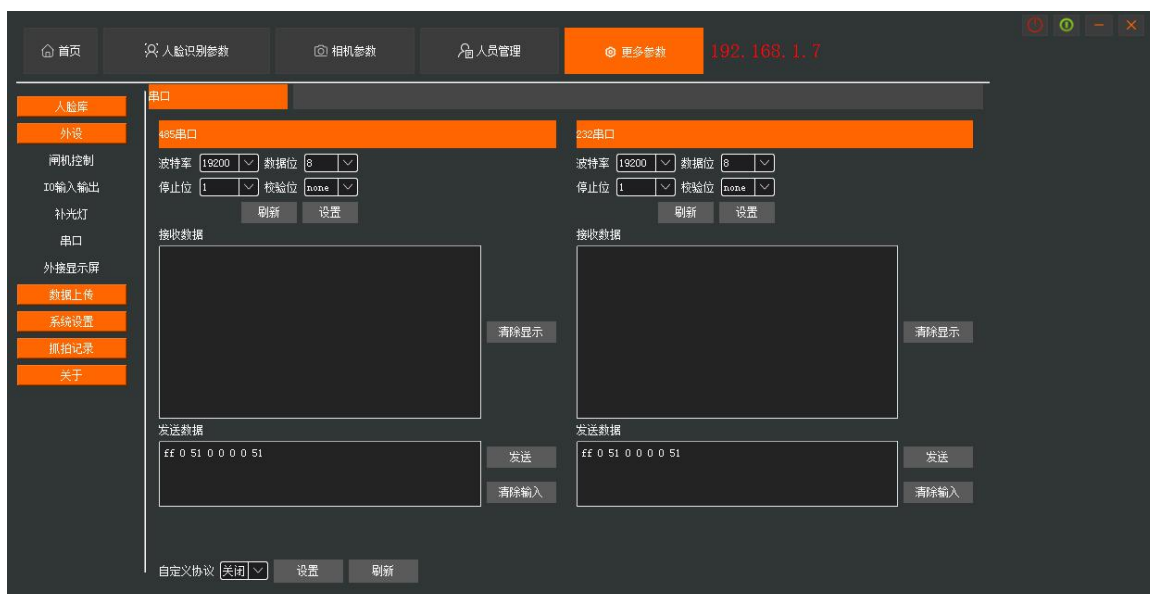 首页 人脸识别参数 相机参数 人员管理 更多参数 192.168.1.7
人脸库
外设
闸机控制
IO输入输出
补光灯
串口
外接显示屏
数据上传
系统设置
抓拍记录
关于
串口
485串口
波特率 19200 数据位 8
停止位 1 校验位 none
刷新 设置
接收数据
清除显示
发送数据
ff 0 51 0 0 0 0 51
发送
清除输入
232串口
波特率 19200 数据位 8
停止位 1 校验位 none
刷新 设置
接收数据
清除显示
发送数据
ff 0 51 0 0 0 0 51
发送
清除输入
自定义协议 关闭 设置 刷新